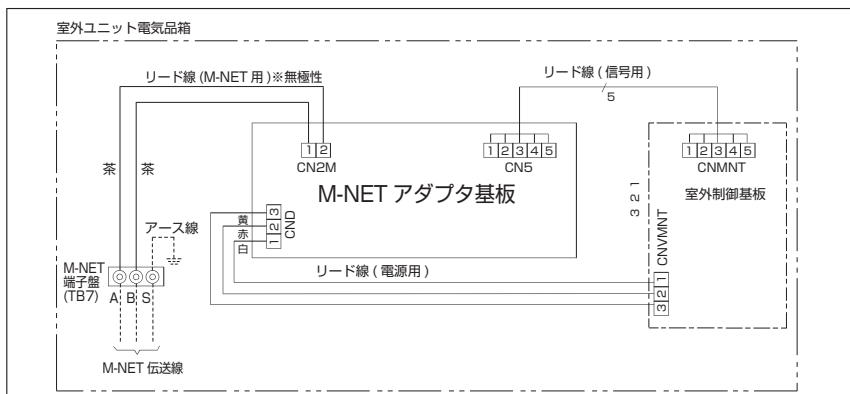 室外ユニット電気品箱
リード線 (M-NET 用 ) ※無極性
リード線 ( 信号用 )
5
1 2
CN2M
1 2 3 4 5
CN5
1 2 3 4 5
CNMNT
茶
茶
M-NET アダプタ基板
室外制御基板
3 2 1
CND
黄
赤
白
3 2 1
CNVMNT
アース線
リード線 ( 電源用 )
M-NET
端子盤
(TB7)
A B S
3 2 1
M-NET 伝送線